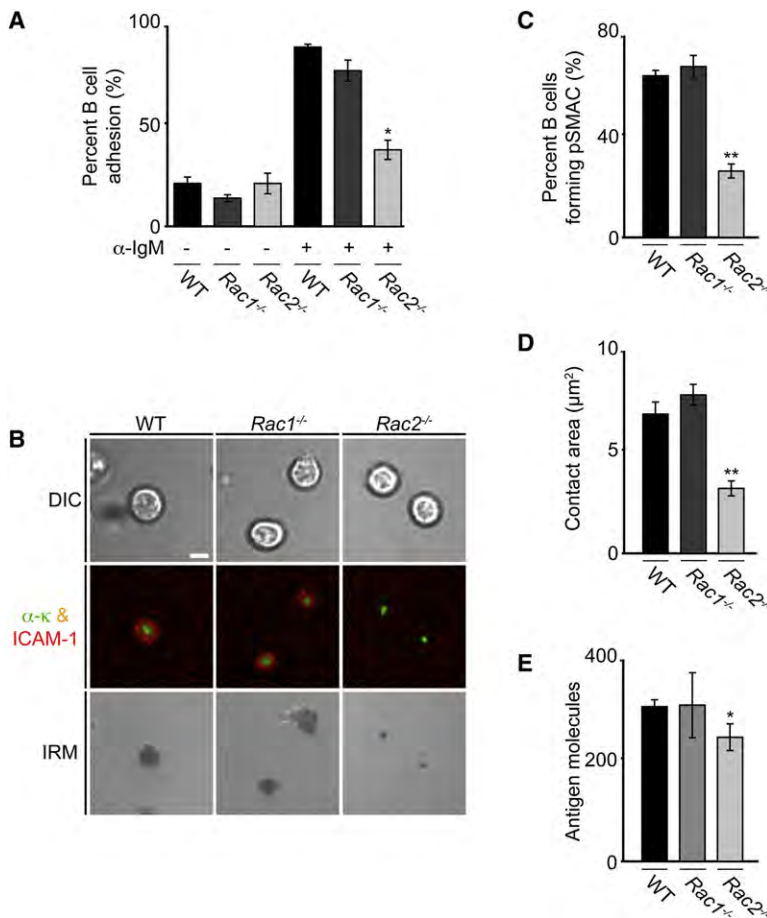 A
Percent B cell
adhesion (%)
100
50
0
α-IgM - - - + + +
WT Rac1-/- Rac2-/- WT Rac1-/- Rac2-/-
*
B
WT Rac1-/- Rac2-/-
DIC
α-κ &
ICAM-1
IRM
C
Percent B cells
forming pSMAC (%)
80
40
0
**
WT Rac1-/- Rac2-/-
D
Contact area (µm²)
10
5
0
**
WT Rac1-/- Rac2-/-
E
Antigen molecules
400
200
0
*
WT Rac1-/- Rac2-/-